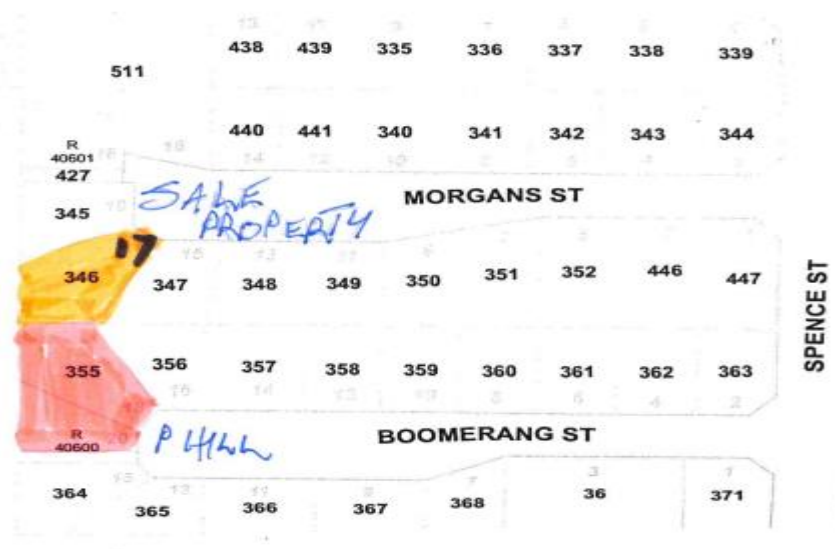 438 439 335 336 337 338 339
511
440 441 340 341 342 343 344
R
40601
427
MORGANS ST
SALE
PROPERTY
345
17
346 347 348 349 350 351 352 446 447
SPENCE ST
355 356 357 358 359 360 361 362 363
R
40600
P HILL
BOOMERANG ST
364 365 366 367 368 36 371